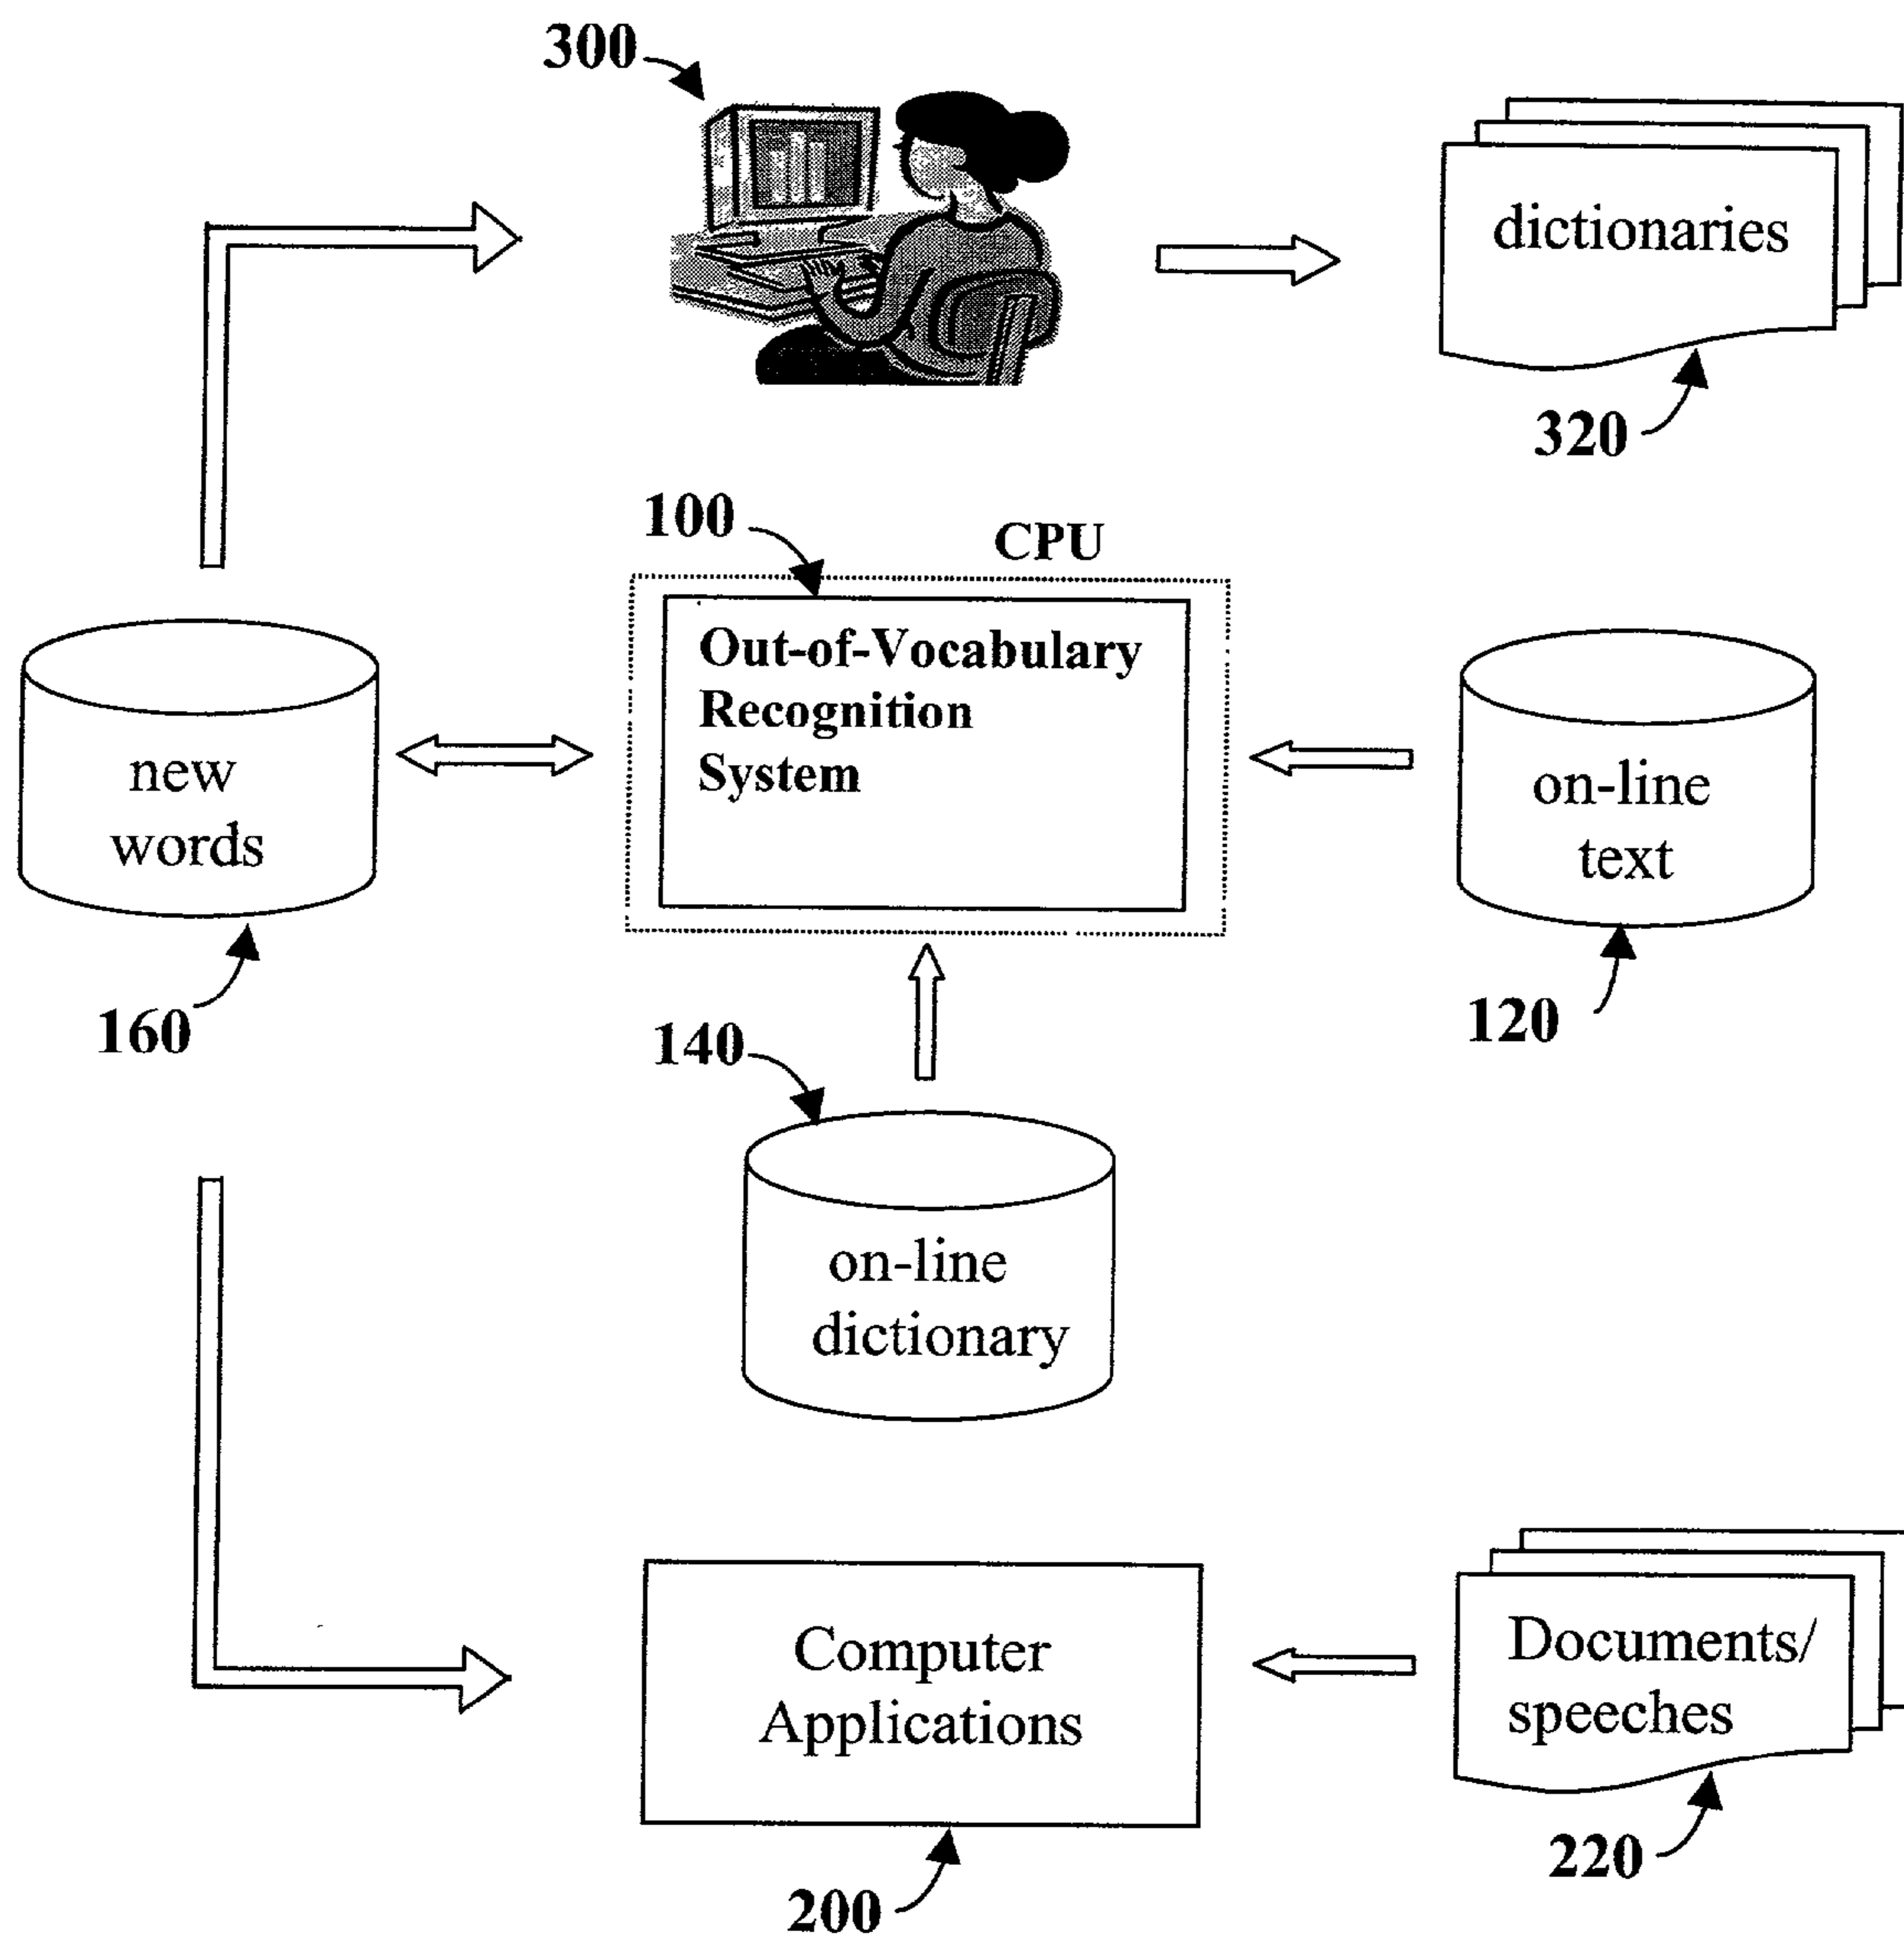 300
dictionaries
320
100
CPU
Out-of-Vocabulary
Recognition
System
new
words
on-line
text
160
120
140
on-line
dictionary
Computer
Applications
Documents/
speeches
220
200